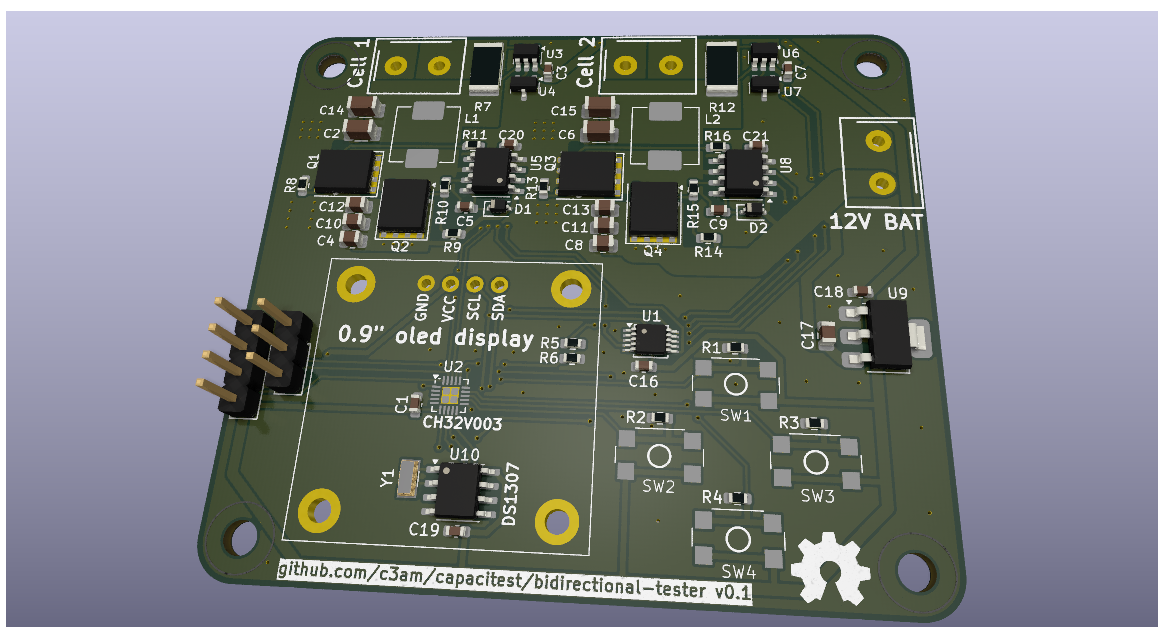 Cell 1
Cell 2
R7
U3
C3
U4
R12
U6
C7
U7
C14
C2
L1
R11
C20
C15
C6
L2
R16
C21
Q1
R8
U5
R13
Q3
U8
C12
C10
C4
Q2
R10
C5
D1
R9
C13
C11
C8
Q4
R15
C9
D2
R14
12V BAT
GND
VCC
SCL
SDA
0.9" oled display
R5
R6
U1
C16
C18
U9
C17
U2
C1
CH32V003
R1
SW1
R2
SW2
R3
SW3
U10
Y1
DS1307
C19
R4
SW4
github.com/c3am/capacitest/bidirectional-tester v0.1